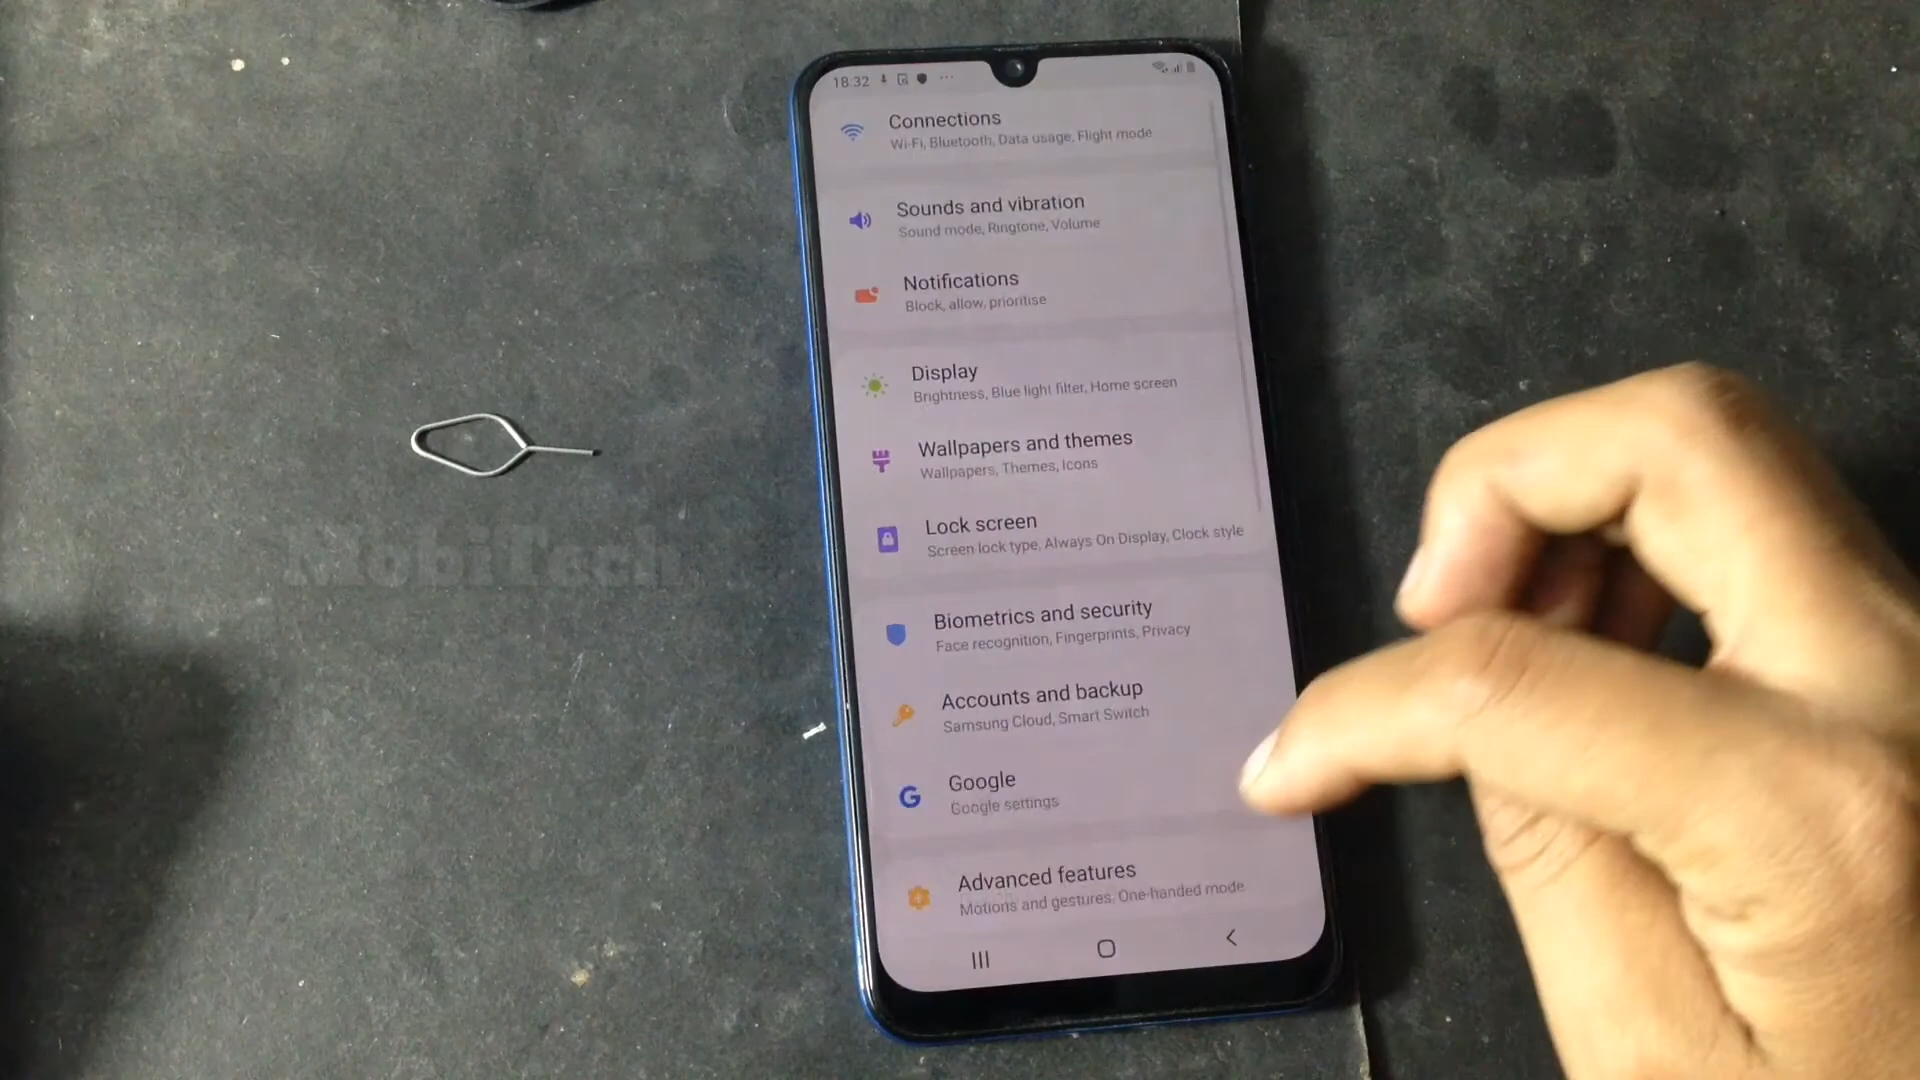 18:32
Connections
Wi-Fi, Bluetooth, Data usage, Flight mode
Sounds and vibration
Sound mode, Ringtone, Volume
Notifications
Block, allow, prioritise
Display
Brightness, Blue light filter, Home screen
Wallpapers and themes
Wallpapers, Themes, Icons
Lock screen
Screen lock type, Always On Display, Clock style
Biometrics and security
Face recognition, Fingerprints, Privacy
Accounts and backup
Samsung Cloud, Smart Switch
Google
Google settings
Advanced features
Motions and gestures, One-handed mode
MobiTech